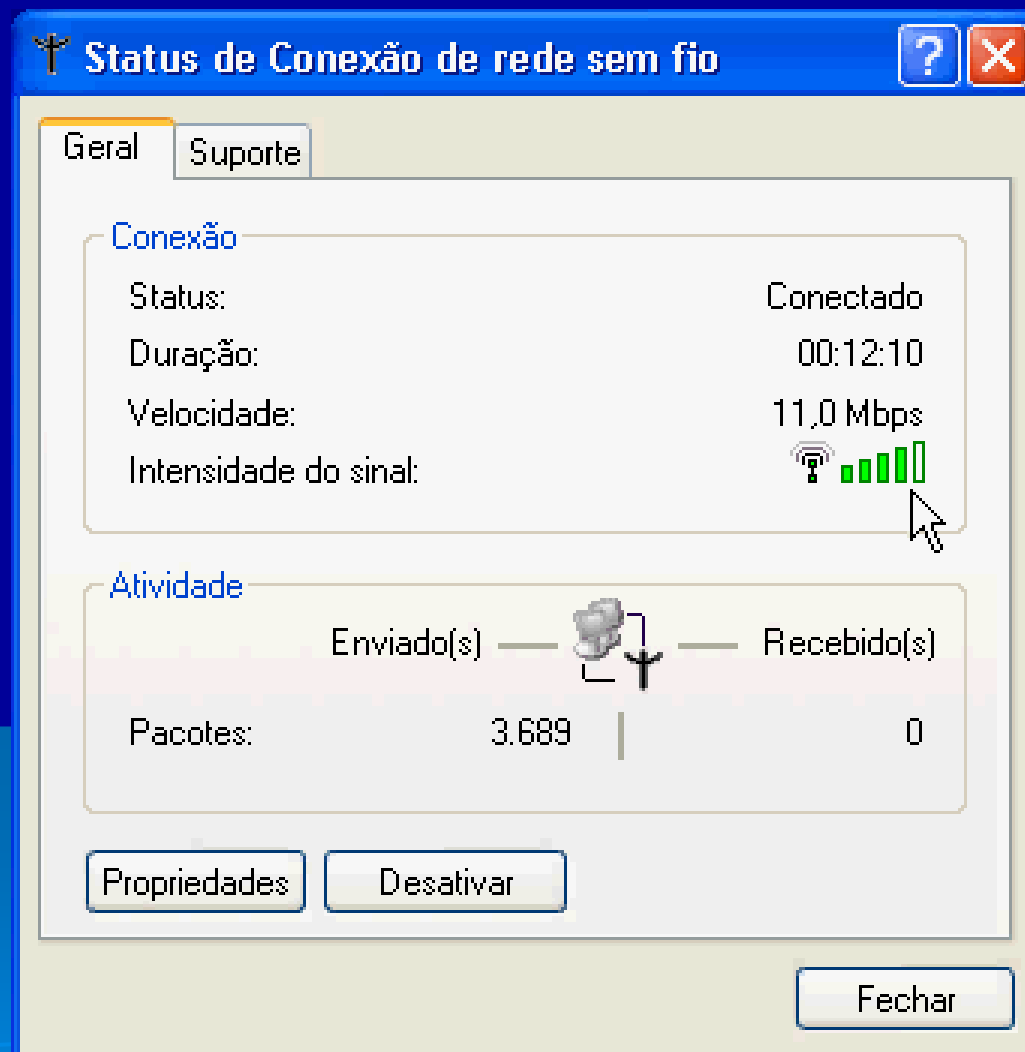 Status de Conexão de rede sem fio
Geral
Suporte
Conexão
Status: Conectado
Duração: 00:12:10
Velocidade: 11,0 Mbps
Intensidade do sinal:
Atividade
Enviado(s) Recebido(s)
Pacotes: 3.689 0
Propriedades Desativar
Fechar